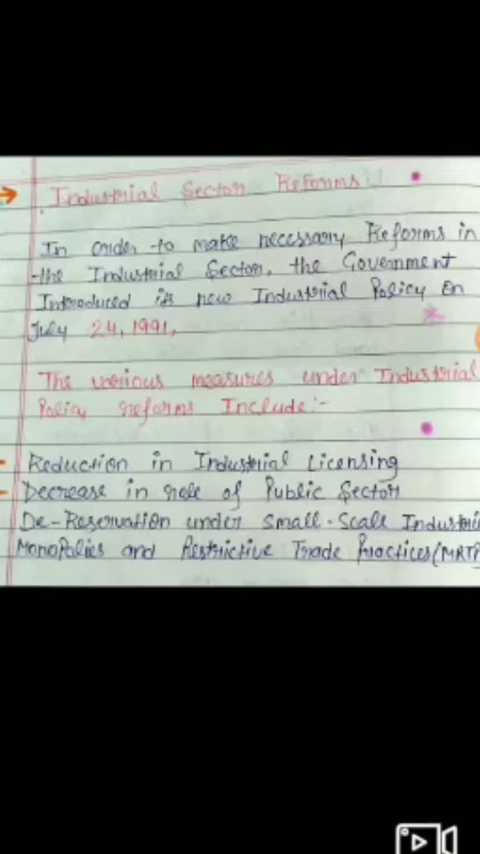 Industrial Sector Reforms
In order to make necessary Reforms in
the Industrial Sector, the Government
Introduced its new Industrial Policy on
July 24, 1991,
The various measures under Industrial
Policy reforms Include:-
Reduction in Industrial Licensing
Decrease in role of Public Sector
De-Reservation under Small-Scale Industri
Monopolies and Restrictive Trade Practices (MRTP